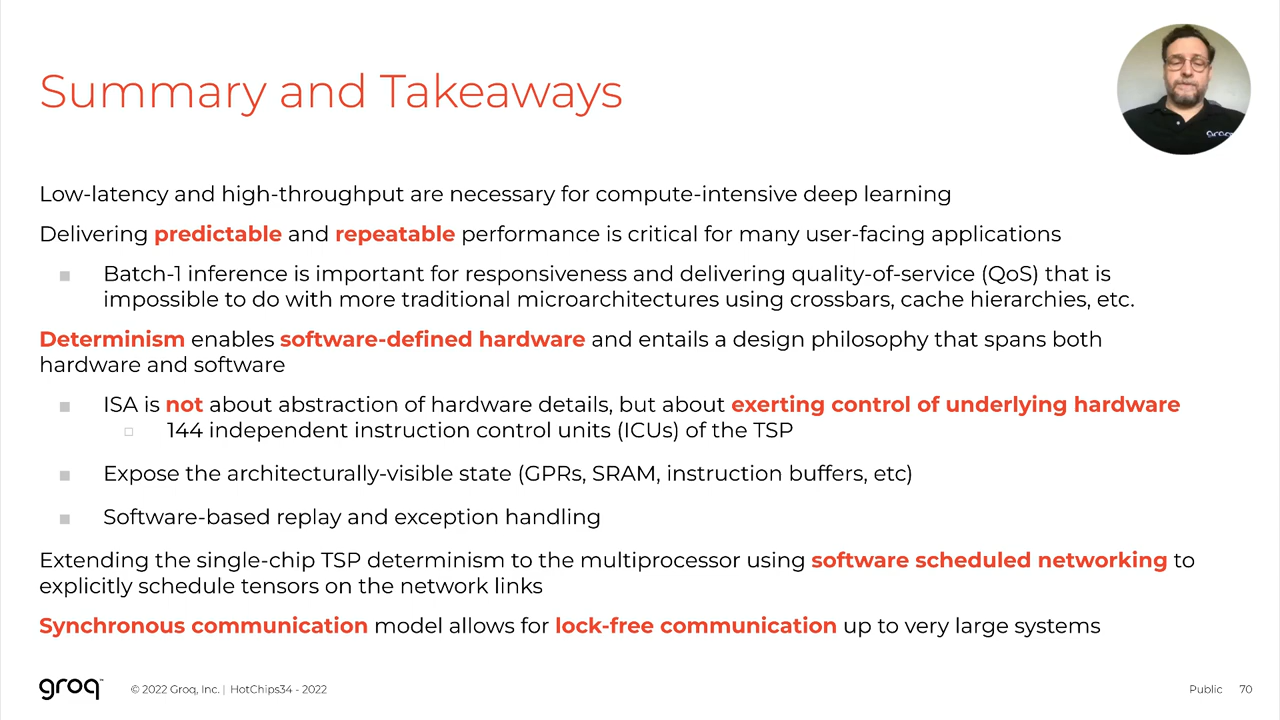 Summary and Takeaways
groq
Low-latency and high-throughput are necessary for compute-intensive deep learning
Delivering predictable and repeatable performance is critical for many user-facing applications
Batch-1 inference is important for responsiveness and delivering quality-of-service (QoS) that is
impossible to do with more traditional microarchitectures using crossbars, cache hierarchies, etc.
Determinism enables software-defined hardware and entails a design philosophy that spans both
hardware and software
ISA is not about abstraction of hardware details, but about exerting control of underlying hardware
144 independent instruction control units (ICUs) of the TSP
Expose the architecturally-visible state (GPRs, SRAM, instruction buffers, etc)
Software-based replay and exception handling
Extending the single-chip TSP determinism to the multiprocessor using software scheduled networking to
explicitly schedule tensors on the network links
Synchronous communication model allows for lock-free communication up to very large systems
groq™ © 2022 Groq, Inc. | HotChips34 - 2022 Public 70